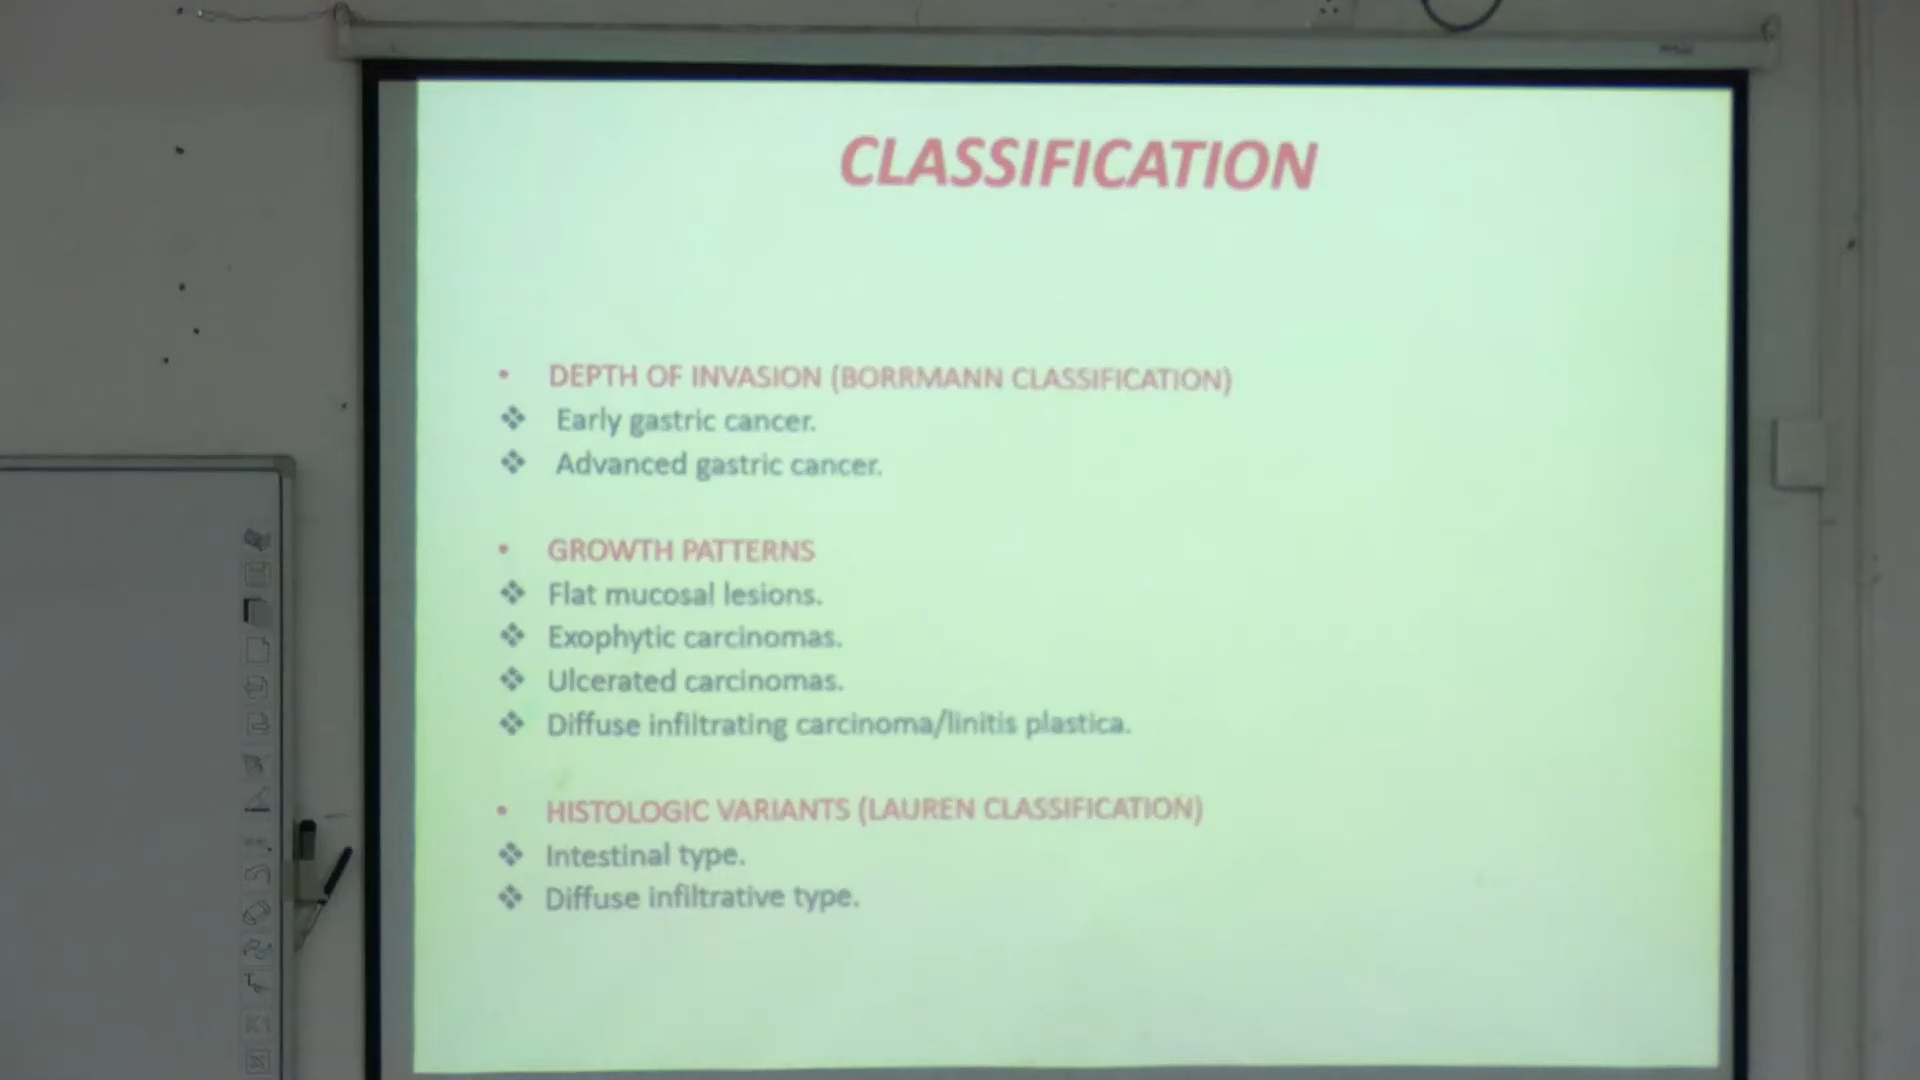 CLASSIFICATION
• DEPTH OF INVASION (BORRMANN CLASSIFICATION)
❖ Early gastric cancer.
❖ Advanced gastric cancer.
• GROWTH PATTERNS
❖ Flat mucosal lesions.
❖ Exophytic carcinomas.
❖ Ulcerated carcinomas.
❖ Diffuse infiltrating carcinoma/linitis plastica.
• HISTOLOGIC VARIANTS (LAUREN CLASSIFICATION)
❖ Intestinal type.
❖ Diffuse infiltrative type.